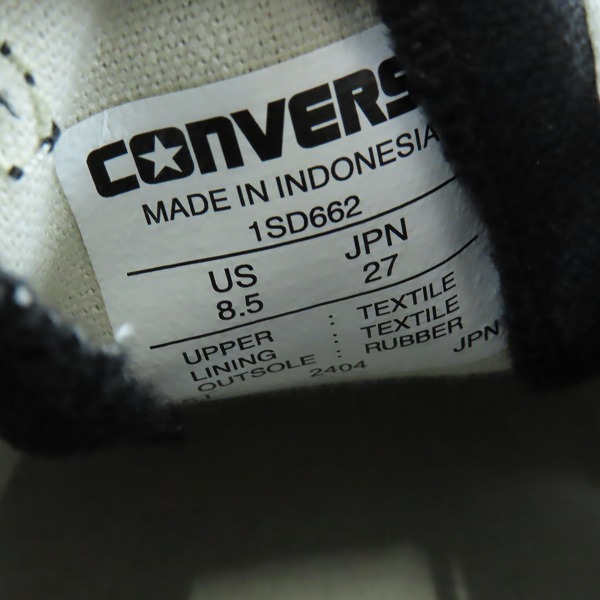 CONVERS
MADE IN INDONESIA
1SD662
US JPN
8.5 27
UPPER : TEXTILE
LINING : TEXTILE
OUTSOLE : RUBBER
2404 JPN